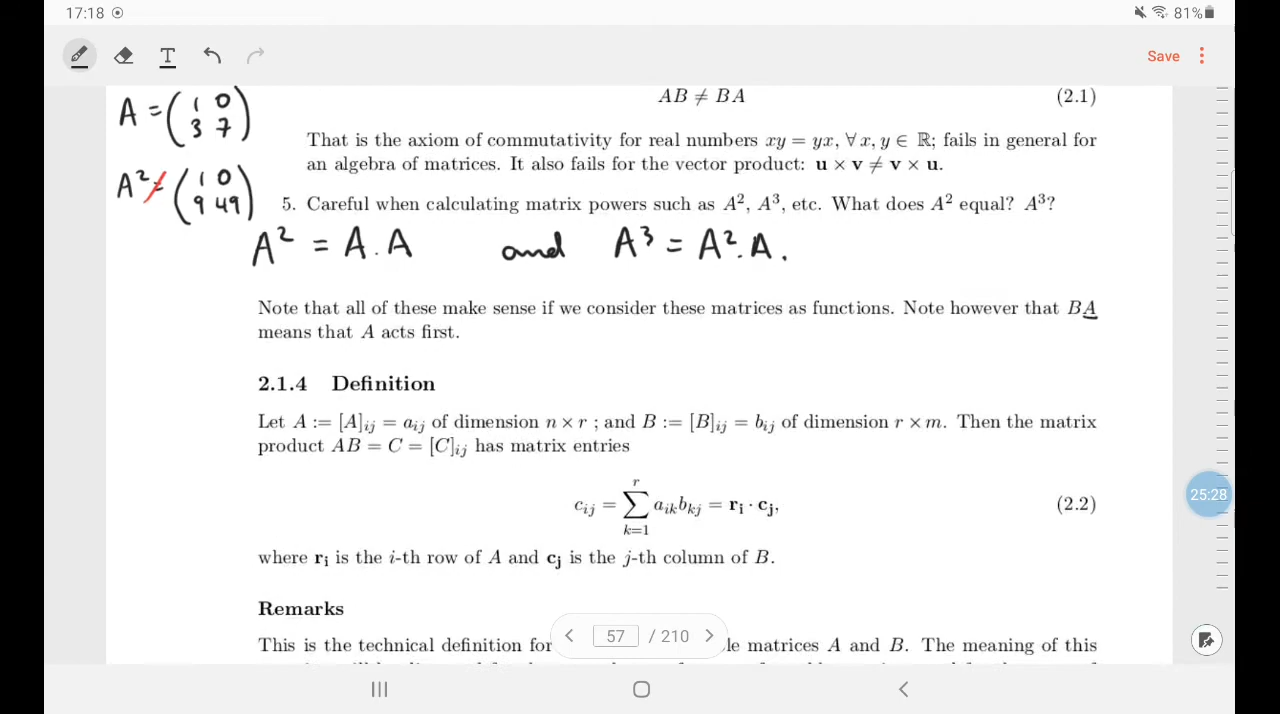 17:18
81%
T
Save
A = ( 1 0
3 7 )
AB ≠ BA (2.1)
That is the axiom of commutativity for real numbers xy = yx, ∀ x, y ∈ ℝ; fails in general for
an algebra of matrices. It also fails for the vector product: u × v ≠ v × u.
A² ≠ ( 1 0
9 49 )
5. Careful when calculating matrix powers such as A², A³, etc. What does A² equal? A³?
A² = A . A and A³ = A² . A .
Note that all of these make sense if we consider these matrices as functions. Note however that BA
means that A acts first.
2.1.4 Definition
Let A := [A]ᵢⱼ = aᵢⱼ of dimension n × r ; and B := [B]ᵢⱼ = bᵢⱼ of dimension r × m. Then the matrix
product AB = C = [C]ᵢⱼ has matrix entries
cᵢⱼ = ∑ₖ₌₁ʳ aᵢₖbₖⱼ = rᵢ · cⱼ, (2.2)
25:28
where rᵢ is the i-th row of A and cⱼ is the j-th column of B.
Remarks
This is the technical definition for le matrices A and B. The meaning of this
57 / 210